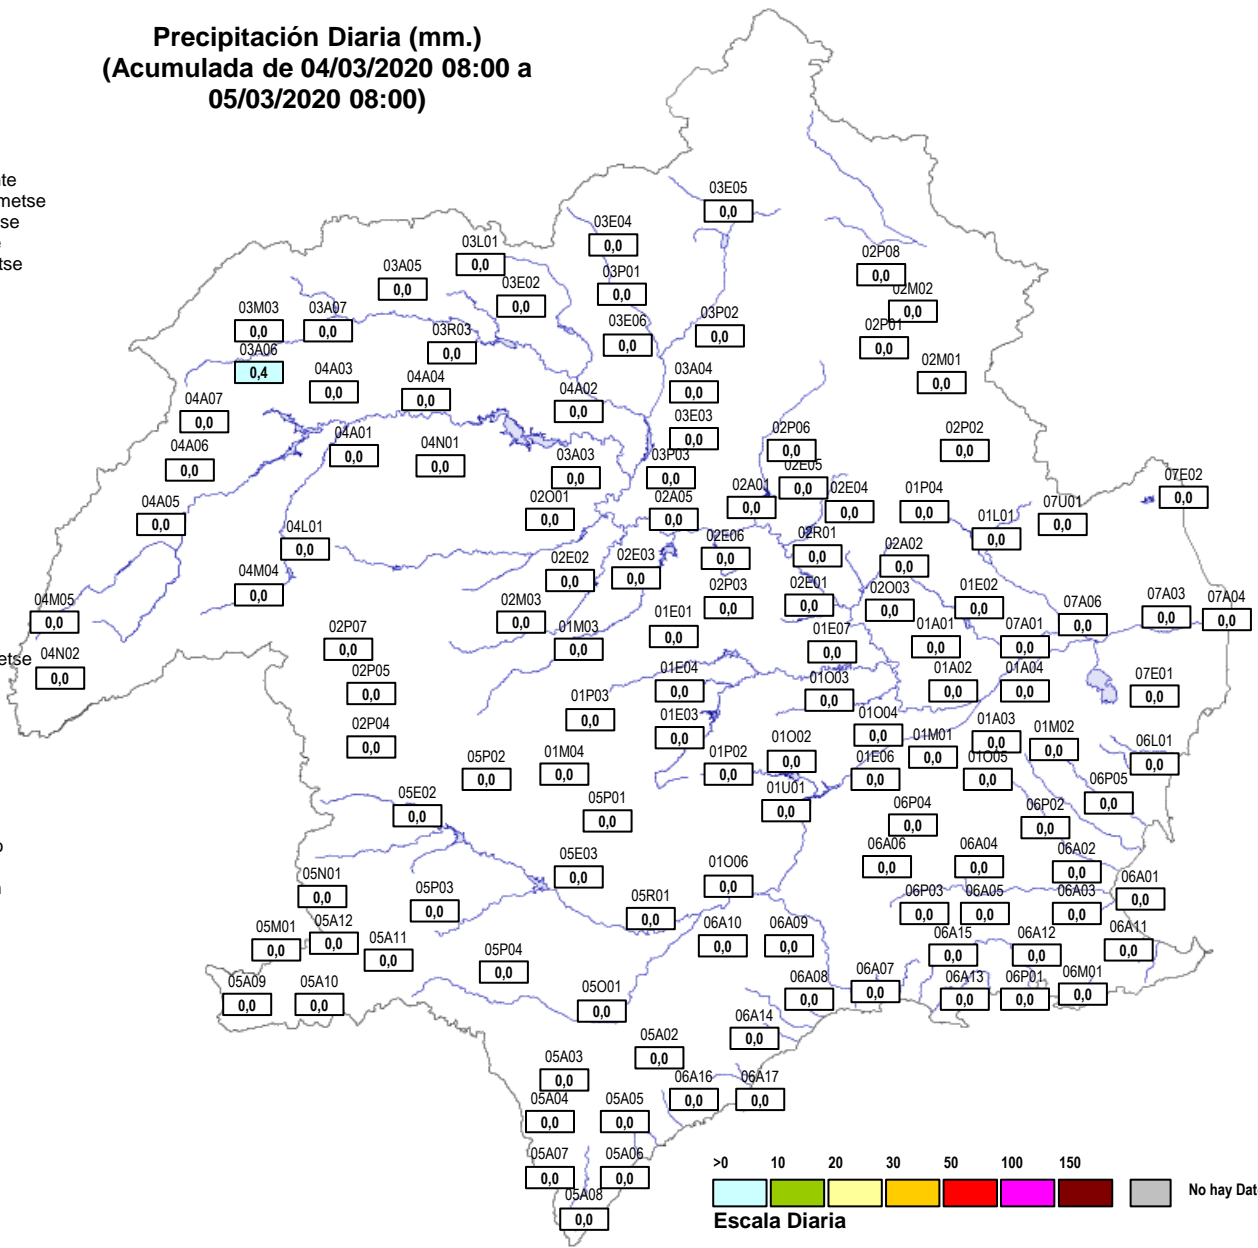 Precipitación Diaria (mm.)
(Acumulada de 04/03/2020 08:00 a
05/03/2020 08:00)
03E05
0,0
03E04
0,0
03L01
0,0
02P08
0,0
03A05
0,0
03P01
0,0
03E02
0,0
02M02
0,0
03M03
0,0
03A07
0,0
03P02
0,0
03E06
0,0
02P01
0,0
03R03
0,0
03A06
0,4
02M01
0,0
04A03
0,0
04A04
0,0
03A04
0,0
04A02
0,0
04A07
0,0
03E03
0,0
04A01
0,0
02P06
0,0
02P02
0,0
04A06
0,0
04N01
0,0
03A03
0,0
03P03
0,0
02E05
0,0
07E02
0,0
02A01
0,0
02E04
0,0
01P04
0,0
04A05
0,0
02O01
0,0
02A05
0,0
07U01
0,0
01L01
0,0
04L01
0,0
02E06
0,0
02R01
0,0
02A02
0,0
02E02
0,0
02E03
0,0
04M04
0,0
02P03
0,0
02E01
0,0
02O03
0,0
01E02
0,0
07A03
0,0
07A04
0,0
04M05
0,0
02M03
0,0
01E01
0,0
07A06
0,0
02P07
0,0
01M03
0,0
01E07
0,0
01A01
0,0
07A01
0,0
04N02
0,0
02P05
0,0
01E04
0,0
01O03
0,0
01A02
0,0
01A04
0,0
07E01
0,0
01P03
0,0
02P04
0,0
01E03
0,0
01O04
0,0
01A03
0,0
01M02
0,0
05P02
0,0
01M04
0,0
01P02
0,0
01O02
0,0
01M01
0,0
01E06
0,0
01O05
0,0
06L01
0,0
05E02
0,0
05P01
0,0
01U01
0,0
06P04
0,0
06P02
0,0
06P05
0,0
05E03
0,0
01O06
0,0
06A06
0,0
06A04
0,0
06A02
0,0
05N01
0,0
05P03
0,0
05R01
0,0
06P03
0,0
06A05
0,0
06A03
0,0
06A01
0,0
05M01
0,0
05A12
0,0
05A11
0,0
06A10
0,0
06A09
0,0
06A15
0,0
06A12
0,0
06A11
0,0
05P04
0,0
05A09
0,0
05A10
0,0
05O01
0,0
06A08
0,0
06A07
0,0
06A13
0,0
06P01
0,0
06M01
0,0
06A14
0,0
05A02
0,0
05A03
0,0
06A16
0,0
06A17
0,0
05A04
0,0
05A05
0,0
05A07
0,0
05A06
0,0
05A08
0,0
nte
metse
se
e
tse
etse
o
n
>0 10 20 30 50 100 150
No hay Dat
Escala Diaria